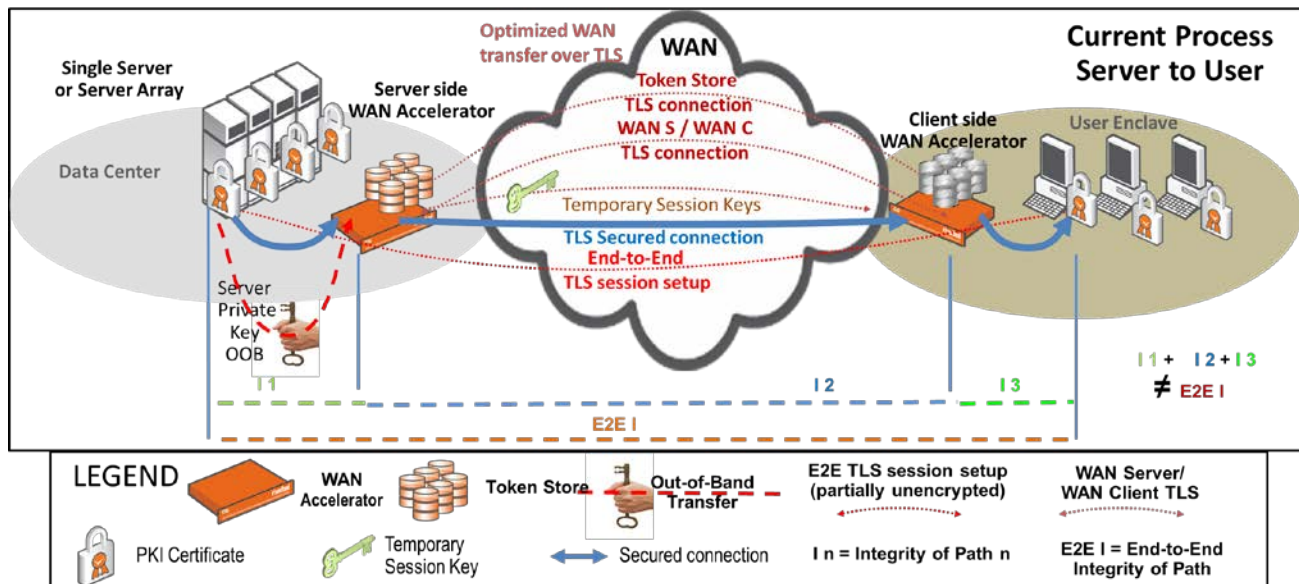 Optimized WAN
transfer over TLS
WAN
Current Process
Server to User
Single Server
or Server Array
Server side
WAN Accelerator
Token Store
TLS connection
WAN S / WAN C
TLS connection
Client side
WAN Accelerator
User Enclave
Data Center
Temporary Session Keys
TLS Secured connection
End-to-End
TLS session setup
Server
Private
Key
OOB
I 1
I 2
I 3
I 1 + I 2 + I 3
≠ E2E I
E2E I
LEGEND
WAN
Accelerator
Token Store
Out-of-Band
Transfer
E2E TLS session setup
(partially unencrypted)
WAN Server/
WAN Client TLS
PKI Certificate
Temporary
Session Key
Secured connection
I n = Integrity of Path n
E2E I = End-to-End
Integrity of Path